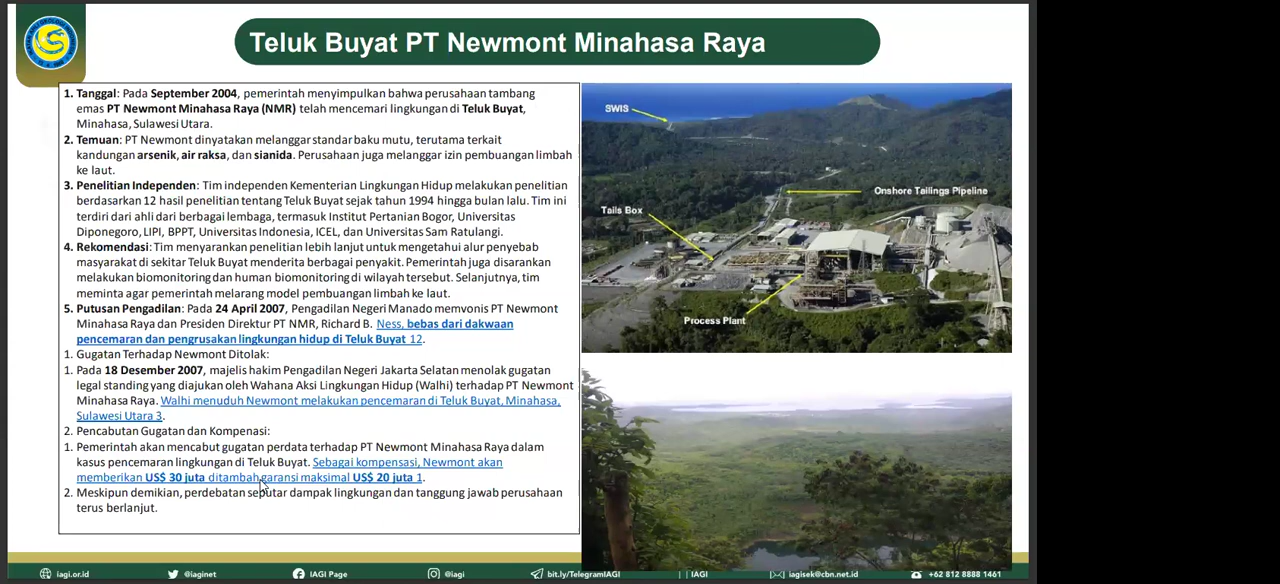 Teluk Buyat PT Newmont Minahasa Raya
1. Tanggal: Pada September 2004, pemerintah menyimpulkan bahwa perusahaan tambang
emas PT Newmont Minahasa Raya (NMR) telah mencemari lingkungan di Teluk Buyat,
Minahasa, Sulawesi Utara.
2. Temuan: PT Newmont dinyatakan melanggar standar baku mutu, terutama terkait
kandungan arsenik, air raksa, dan sianida. Perusahaan juga melanggar izin pembuangan limbah
ke laut.
3. Penelitian Independen: Tim independen Kementerian Lingkungan Hidup melakukan penelitian
berdasarkan 12 hasil penelitian tentang Teluk Buyat sejak tahun 1994 hingga bulan lalu. Tim ini
terdiri dari ahli dari berbagai lembaga, termasuk Institut Pertanian Bogor, Universitas
Diponegoro, LIPI, BPPT, Universitas Indonesia, ICEL, dan Universitas Sam Ratulangi.
4. Rekomendasi: Tim menyarankan penelitian lebih lanjut untuk mengetahui alur penyebab
masyarakat di sekitar Teluk Buyat menderita berbagai penyakit. Pemerintah juga disarankan
melakukan biomonitoring dan human biomonitoring di wilayah tersebut. Selanjutnya, tim
meminta agar pemerintah melarang model pembuangan limbah ke laut.
5. Putusan Pengadilan: Pada 24 April 2007, Pengadilan Negeri Manado memvonis PT Newmont
Minahasa Raya dan Presiden Direktur PT NMR, Richard B. Ness, bebas dari dakwaan
pencemaran dan pengrusakan lingkungan hidup di Teluk Buyat 12.
1. Gugatan Terhadap Newmont Ditolak:
1. Pada 18 Desember 2007, majelis hakim Pengadilan Negeri Jakarta Selatan menolak gugatan
legal standing yang diajukan oleh Wahana Aksi Lingkungan Hidup (Walhi) terhadap PT Newmont
Minahasa Raya. Walhi menuduh Newmont melakukan pencemaran di Teluk Buyat, Minahasa,
Sulawesi Utara 3.
2. Pencabutan Gugatan dan Kompenasi:
1. Pemerintah akan mencabut gugatan perdata terhadap PT Newmont Minahasa Raya dalam
kasus pencemaran lingkungan di Teluk Buyat. Sebagai kompensasi, Newmont akan
memberikan US$ 30 juta ditambah garansi maksimal US$ 20 juta 1.
2. Meskipun demikian, perdebatan seputar dampak lingkungan dan tanggung jawab perusahaan
terus berlanjut.
SWIS
Onshore Tailings Pipeline
Tails Box
Process Plant
iagi.or.id
@iaginet
IAGI Page
@iagi
bit.ly/TelegramIAGI
IAGI
iagisek@cbn.net.id
+62 812 8888 1461